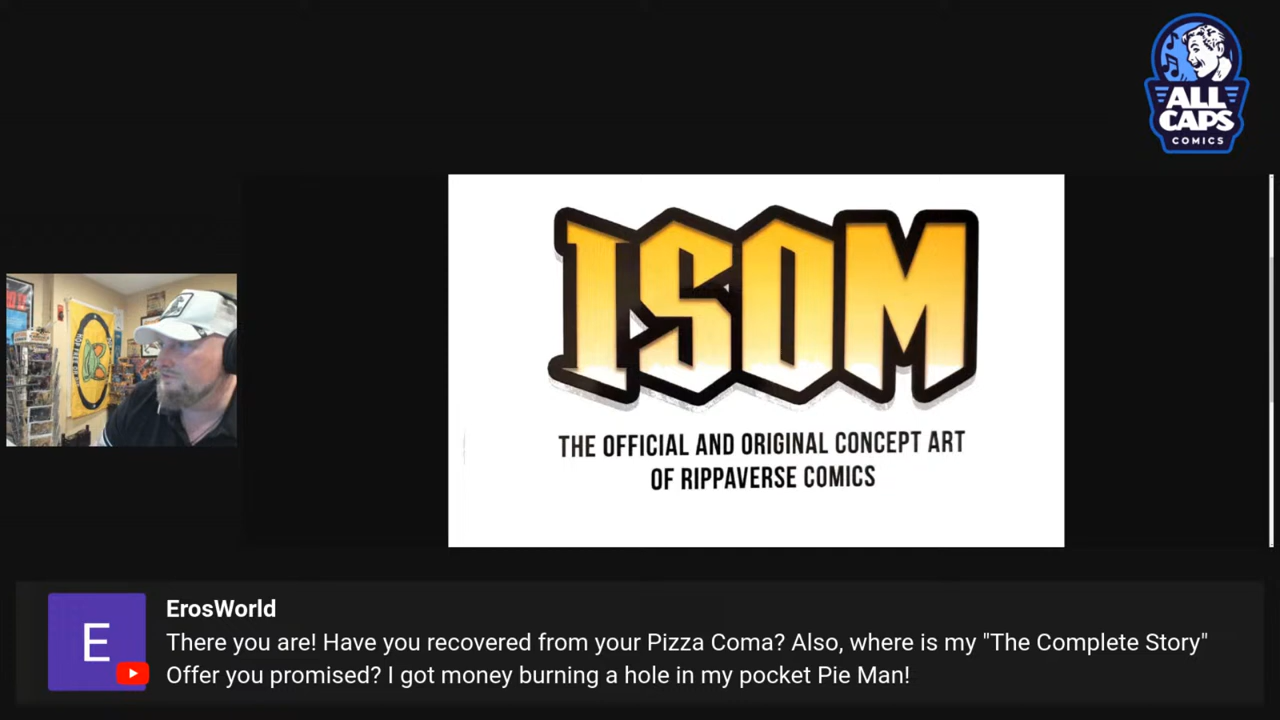 ALL
CAPS
COMICS
ISOM
THE OFFICIAL AND ORIGINAL CONCEPT ART
OF RIPPAVERSE COMICS
E
ErosWorld
There you are! Have you recovered from your Pizza Coma? Also, where is my "The Complete Story"
Offer you promised? I got money burning a hole in my pocket Pie Man!